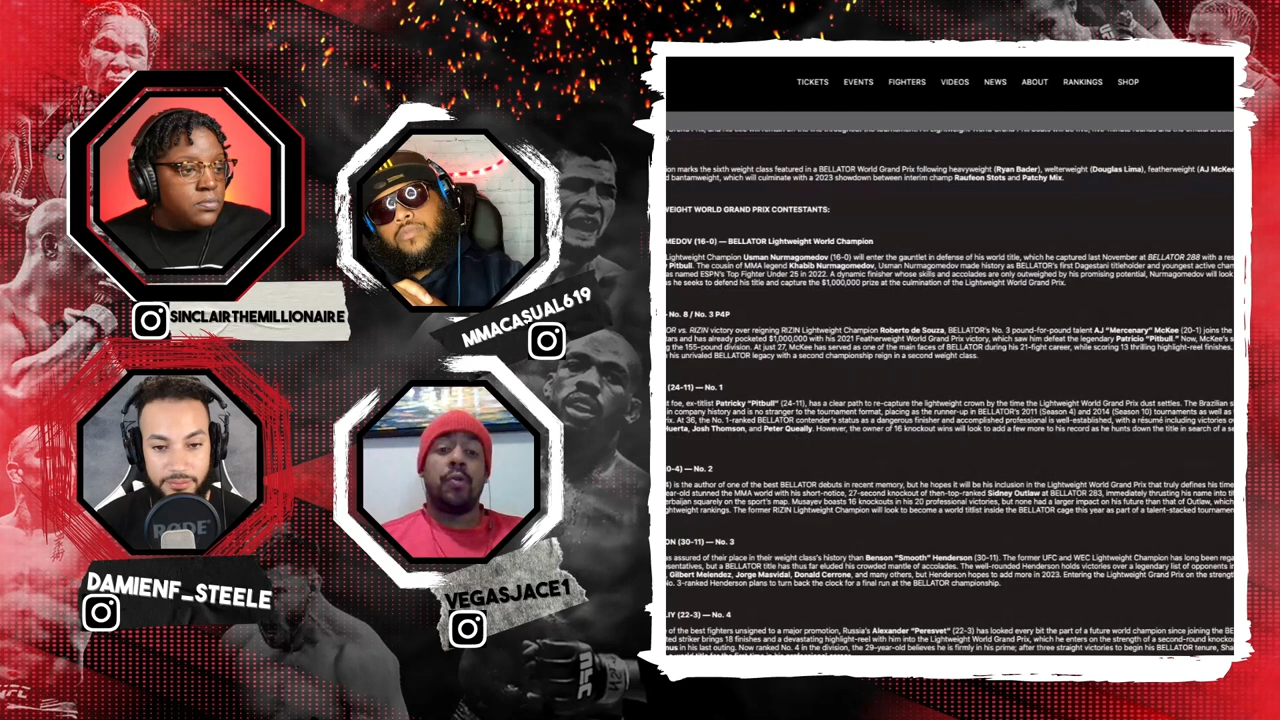 SINCLAIRTHEMILLIONAIRE
MMACASUAL619
RØDE
DAMIENF_STEELE
VEGASJACE1
TICKETS EVENTS FIGHTERS VIDEOS NEWS ABOUT RANKINGS SHOP
on marks the sixth weight class featured in a BELLATOR World Grand Prix following heavyweight (Ryan Bader), welterweight (Douglas Lima), featherweight (AJ McKee
d bantamweight, which will culminate with a 2023 showdown between interim champ Raufeon Stots and Patchy Mix.
WEIGHT WORLD GRAND PRIX CONTESTANTS:
MEDOV (16-0) — BELLATOR Lightweight World Champion
Lightweight Champion Usman Nurmagomedov (16-0) will enter the gauntlet in defense of his world title, which he captured last November at BELLATOR 288 with a res
Pitbull. The cousin of MMA legend Khabib Nurmagomedov, Usman Nurmagomedov made history as BELLATOR's first Dagestani titleholder and youngest active cham
as named ESPN's Top Fighter Under 25 in 2022. A dynamic finisher whose skills and accolades are only outweighed by his promising potential, Nurmagomedov will look
s he seeks to defend his title and capture the $1,000,000 prize at the culmination of the Lightweight World Grand Prix.
- No. 8 / No. 3 P4P
OR vs. RIZIN victory over reigning RIZIN Lightweight Champion Roberto de Souza, BELLATOR's No. 3 pound-for-pound talent AJ "Mercenary" McKee (20-1) joins the
tars and has already pocketed $1,000,000 with his 2021 Featherweight World Grand Prix victory, which saw him defeat the legendary Patricio "Pitbull." Now, McKee's s
g the 155-pound division. At just 27, McKee has served as one of the main faces of BELLATOR during his 21-fight career, while scoring 13 thrilling highlight-reel finishes.
his unrivaled BELLATOR legacy with a second championship reign in a second weight class.
(24-11) — No. 1
t foe, ex-titlist Patricky "Pitbull" (24-11), has a clear path to re-capture the lightweight crown by the time the Lightweight World Grand Prix dust settles. The Brazilian s
in company history and is no stranger to the tournament format, placing as the runner-up in BELLATOR's 2011 (Season 4) and 2014 (Season 10) tournaments as well as
ix. At 36, the No. 1-ranked BELLATOR contender's status as a dangerous finisher and accomplished professional is well-established, with a résumé including victories o
Huerta, Josh Thomson, and Peter Queally. However, the owner of 16 knockout wins will look to add a few more to his record as he hunts down the title in search of a se
0-4) — No. 2
) is the author of one of the best BELLATOR debuts in recent memory, but he hopes it will be his inclusion in the Lightweight World Grand Prix that truly defines his time
ear-old stunned the MMA world with his short-notice, 27-second knockout of then-top-ranked Sidney Outlaw at BELLATOR 283, immediately thrusting his name into th
erbaijan squarely on the sport's map. Musayev boasts 16 knockouts in his 20 professional victories, but none had a larger impact on his future than that of Outlaw, which
ghtweight rankings. The former RIZIN Lightweight Champion will look to become a world titlist inside the BELLATOR cage this year as part of a talent-stacked tournamen
ON (30-11) — No. 3
s assured of their place in their weight class's history than Benson "Smooth" Henderson (30-11). The former UFC and WEC Lightweight Champion has long been rega
esentatives, but a BELLATOR title has thus far eluded his crowded mantle of accolades. The well-rounded Henderson holds victories over a legendary list of opponents in
, Gilbert Melendez, Jorge Masvidal, Donald Cerrone, and many others, but Henderson hopes to add more in 2023. Entering the Lightweight Grand Prix on the strengt
o. 3-ranked Henderson plans to turn back the clock for a final run at the BELLATOR championship.
IY (22-3) — No. 4
of the best fighters unsigned to a major promotion, Russia's Alexander "Peresvet" (22-3) has looked every bit the part of a future world champion since joining the BE
ed striker brings 18 finishes and a devastating highlight-reel with him into the Lightweight World Grand Prix, which he enters on the strength of a second-round knocko
nus in his last outing. Now ranked No. 4 in the division, the 29-year-old believes he is firmly in his prime; after three straight victories to begin his BELLATOR tenure, Sha